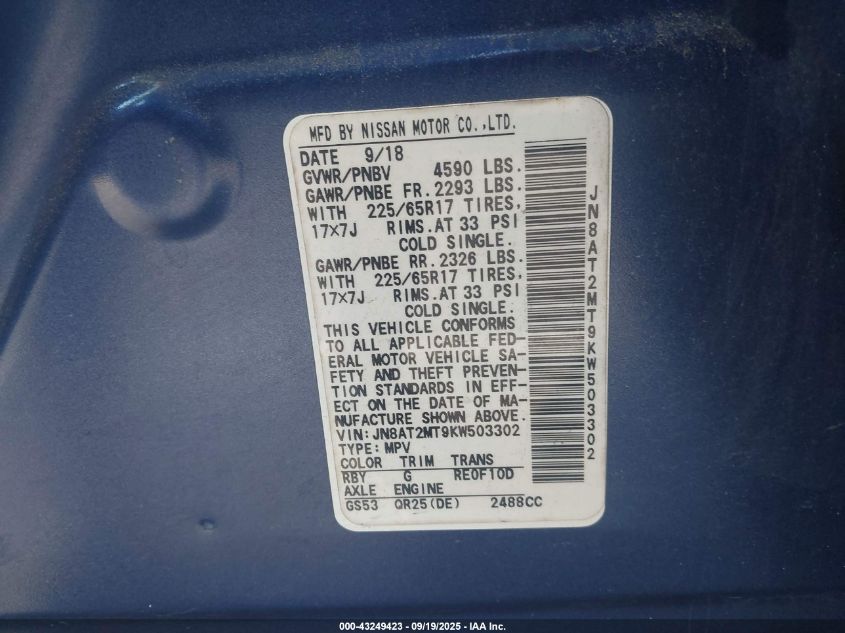 MFD BY NISSAN MOTOR CO.,LTD.
DATE 9/18
GVWR/PNBV 4590 LBS.
GAWR/PNBE FR. 2293 LBS.
WITH 225/65R17 TIRES,
17×7J RIMS.AT 33 PSI
COLD SINGLE.
GAWR/PNBE RR. 2326 LBS.
WITH 225/65R17 TIRES,
17×7J RIMS.AT 33 PSI
COLD SINGLE.
THIS VEHICLE CONFORMS
TO ALL APPLICABLE FED-
ERAL MOTOR VEHICLE SA-
FETY AND THEFT PREVEN-
TION STANDARDS IN EFF-
ECT ON THE DATE OF MA-
NUFACTURE SHOWN ABOVE.
VIN:JN8AT2MT9KW503302
TYPE:MPV
COLOR TRIM TRANS
RBY G RE0F10D
AXLE ENGINE
GS53 QR25(DE) 2488CC
JN8AT2MT9KW503302
000-43249423 - 09/19/2025 - IAA Inc.